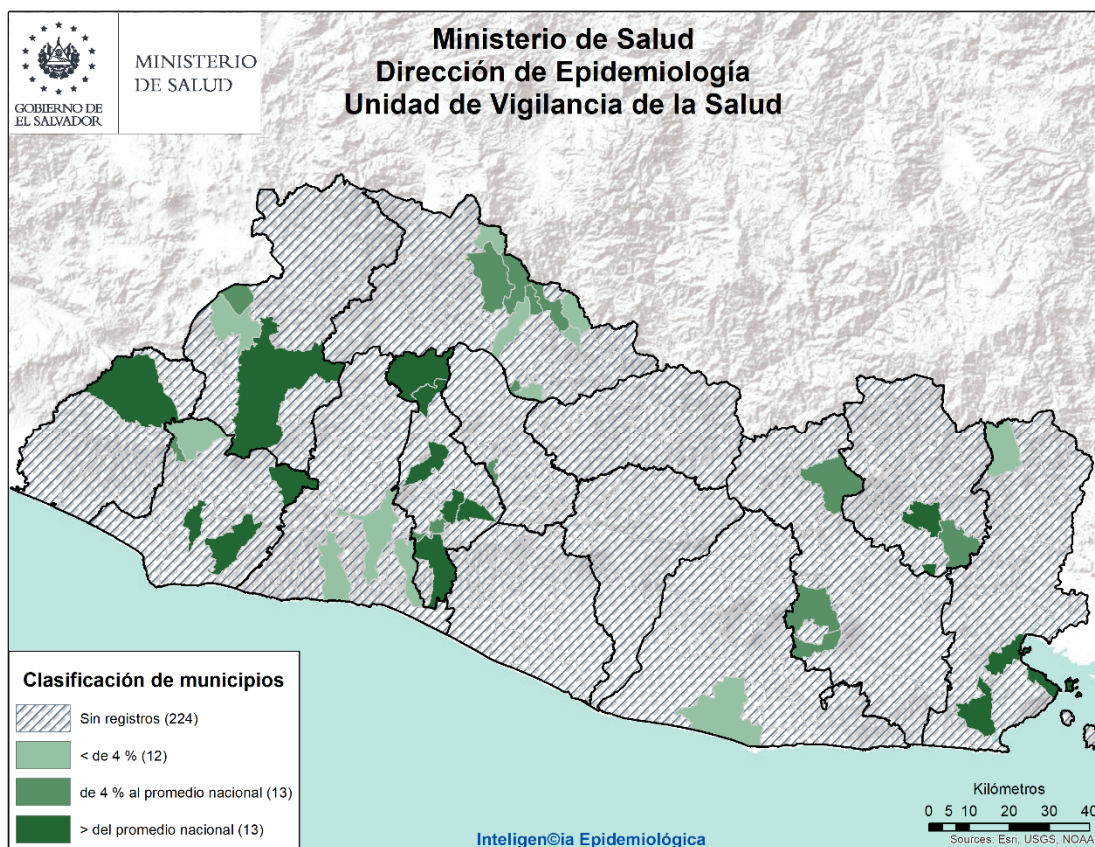 GOBIERNO DE
EL SALVADOR
MINISTERIO
DE SALUD
Ministerio de Salud
Dirección de Epidemiología
Unidad de Vigilancia de la Salud
Clasificación de municipios
Sin registros (224)
< de 4 % (12)
de 4 % al promedio nacional (13)
> del promedio nacional (13)
Inteligen©ia Epidemiológica
Kilómetros
0 5 10 20 30 40
Sources: Esri, USGS, NOAA